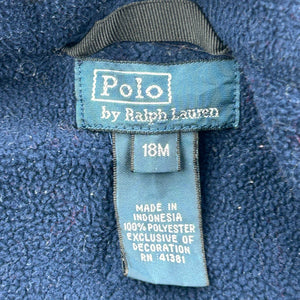 Polo
by Ralph Lauren
18M
MADE IN
INDONESIA
100% POLYESTER
EXCLUSIVE OF
DECORATION
RN 41381